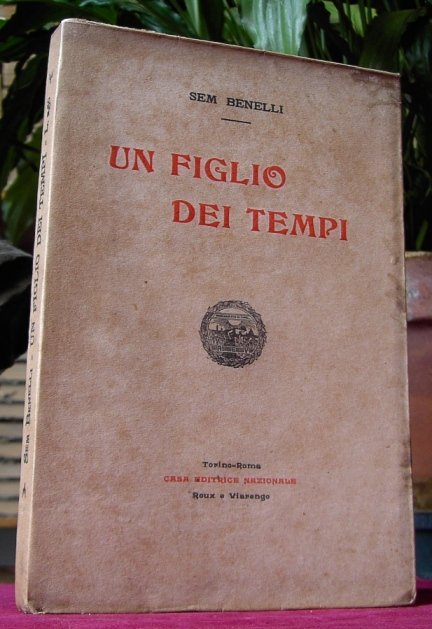 SEM BENELLI
UN FIGLIO
DEI TEMPI
Torino-Roma
CASA EDITRICE NAZIONALE
Roux e Viarengo
SEM BENELLI - UN FIGLIO DEI TEMPI - L.